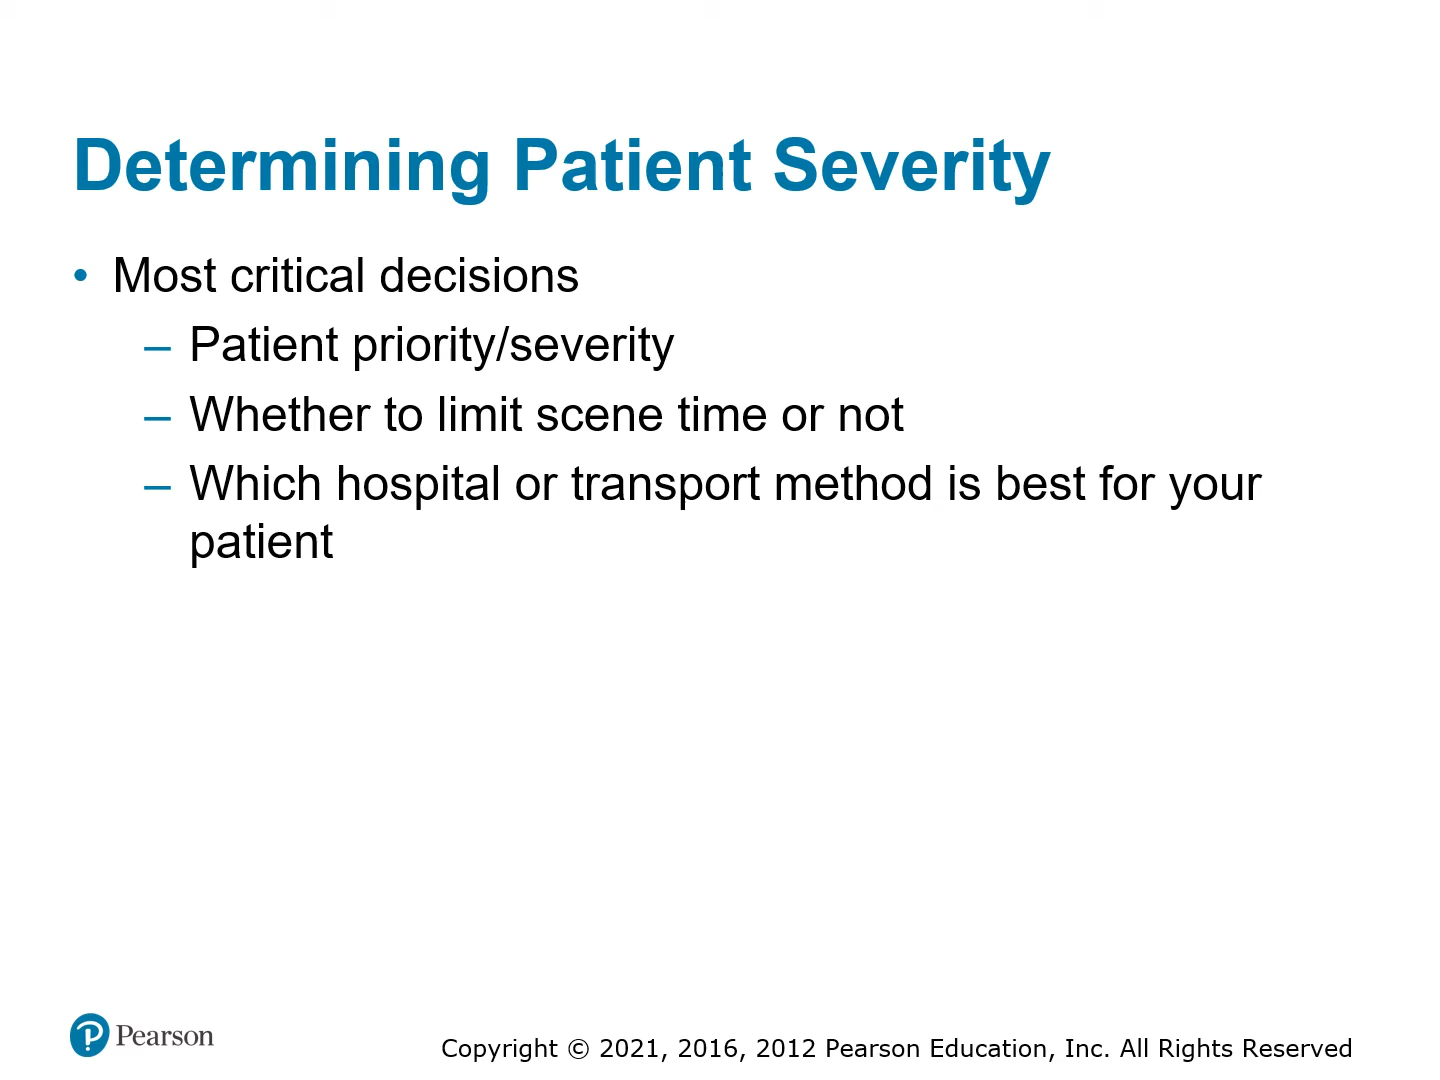 Determining Patient Severity
• Most critical decisions
– Patient priority/severity
– Whether to limit scene time or not
– Which hospital or transport method is best for your
patient
Pearson
Copyright © 2021, 2016, 2012 Pearson Education, Inc. All Rights Reserved